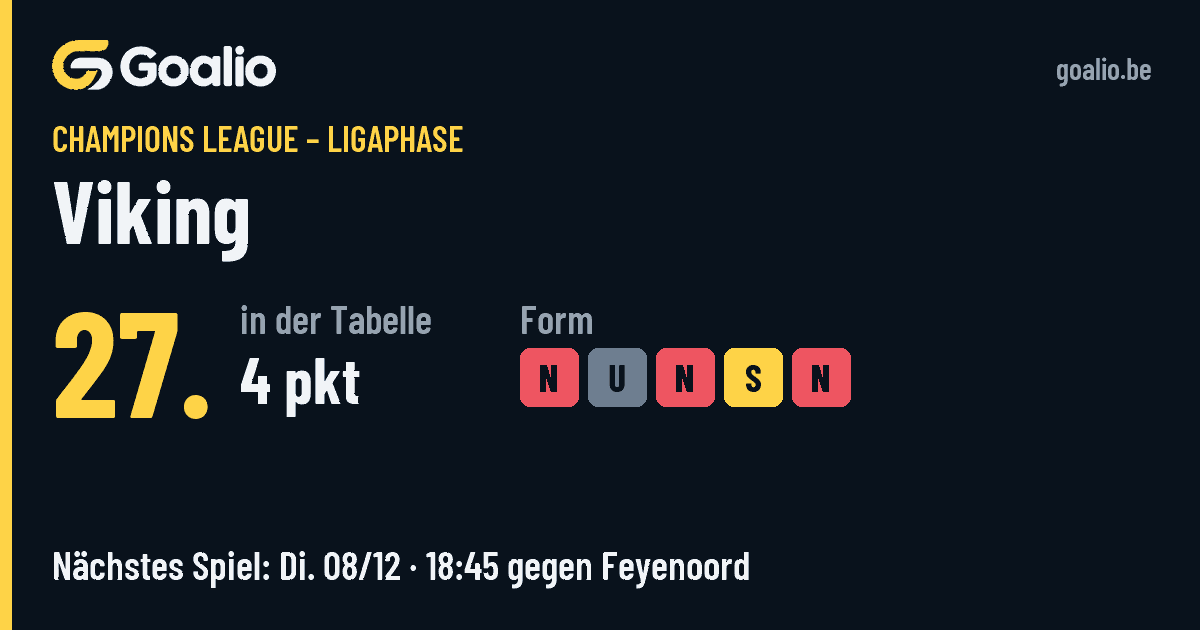 Goalio
goalio.be
CHAMPIONS LEAGUE – LIGAPHASE
Viking
27.
in der Tabelle
4 pkt
Form
N U N S N
Nächstes Spiel: Di. 08/12 · 18:45 gegen Feyenoord